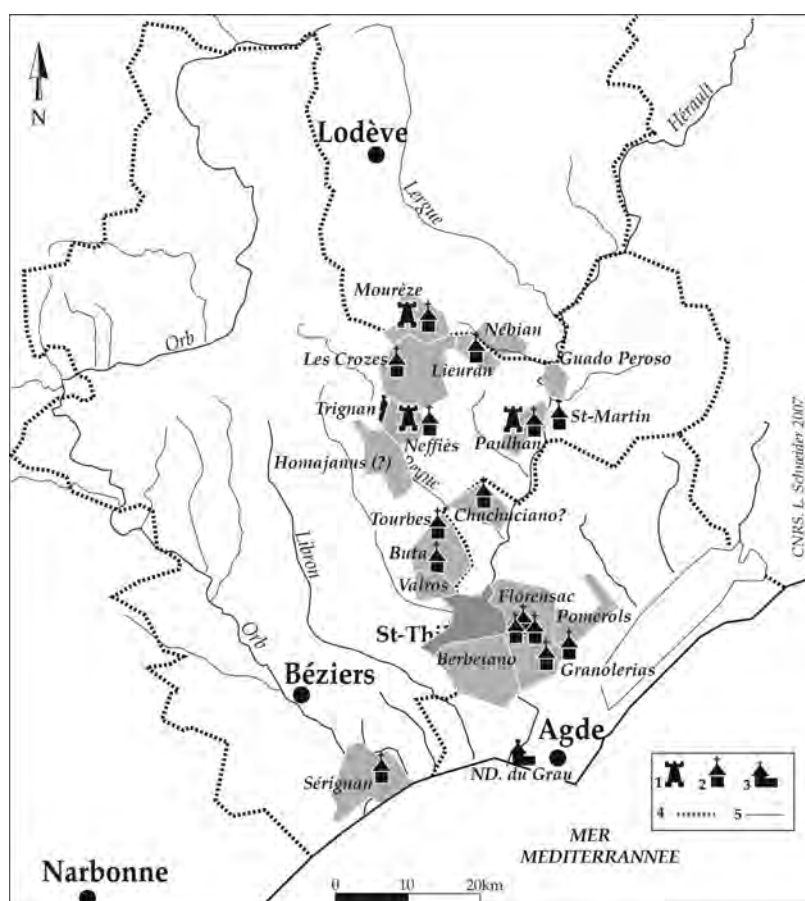 N
Lodève
Hérault
Lergue
Mourèze
Nébian
Orb
Les Crozes
Lieuran
Guado Peroso
Trignan
St-Martin
Neffiès
Paulhan
Homajanus (?)
Tourbes
Chuchuciano?
Libron
Buta
Valros
Florensac
Pomerols
St-Thi
Orb
Berbeiano
Granolerias
Béziers
Agde
ND. du Grau
Sérignan
1 2 3
4 5
MER
MEDITERRANNEE
Narbonne
0 10 20km
CNRS. L. Schneider 2007